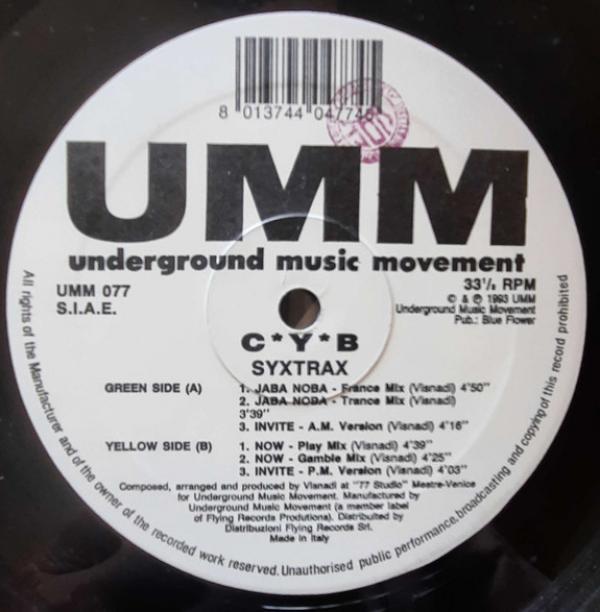 8 013744 047746
UMM
underground music movement
UMM 077
S.I.A.E.
33⅓ RPM
© & ℗ 1993 UMM
Underground Music Movement
Pub.: Blue Flower
C*Y*B
SYXTRAX
GREEN SIDE (A)
1. JABA NOBA - France Mix (Visnadi) 4'50"
2. JABA NOBA - Trance Mix (Visnadi)
3'39"
3. INVITE - A.M. Version (Visnadi) 4'16"
YELLOW SIDE (B)
1. NOW - Play Mix (Visnadi) 4'39"
2. NOW - Gamble Mix (Visnadi) 4'25"
3. INVITE - P.M. Version (Visnadi) 4'03"
Composed, arranged and produced by Visnadi at "77 Studio" Mestre-Venice
for Underground Music Movement. Manufactured by
Underground Music Movement (a member label
of Flying Records Produtions). Distributed by
Distribuzioni Flying Records Srl.
Made in Italy
All rights of the Manufacturer and of the owner of the recorded work reserved. Unauthorised public performance, broadcasting and copying of this record prohibited